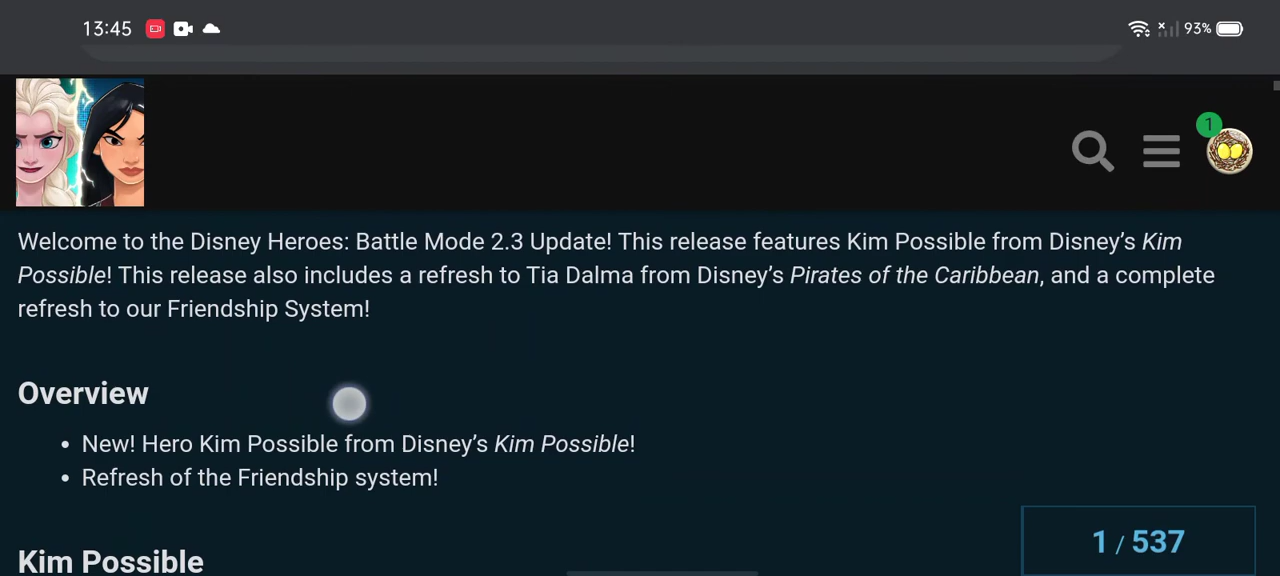 13:45
93%
1
Welcome to the Disney Heroes: Battle Mode 2.3 Update! This release features Kim Possible from Disney’s Kim
Possible! This release also includes a refresh to Tia Dalma from Disney’s Pirates of the Caribbean, and a complete
refresh to our Friendship System!
Overview
• New! Hero Kim Possible from Disney’s Kim Possible!
• Refresh of the Friendship system!
1 / 537
Kim Possible